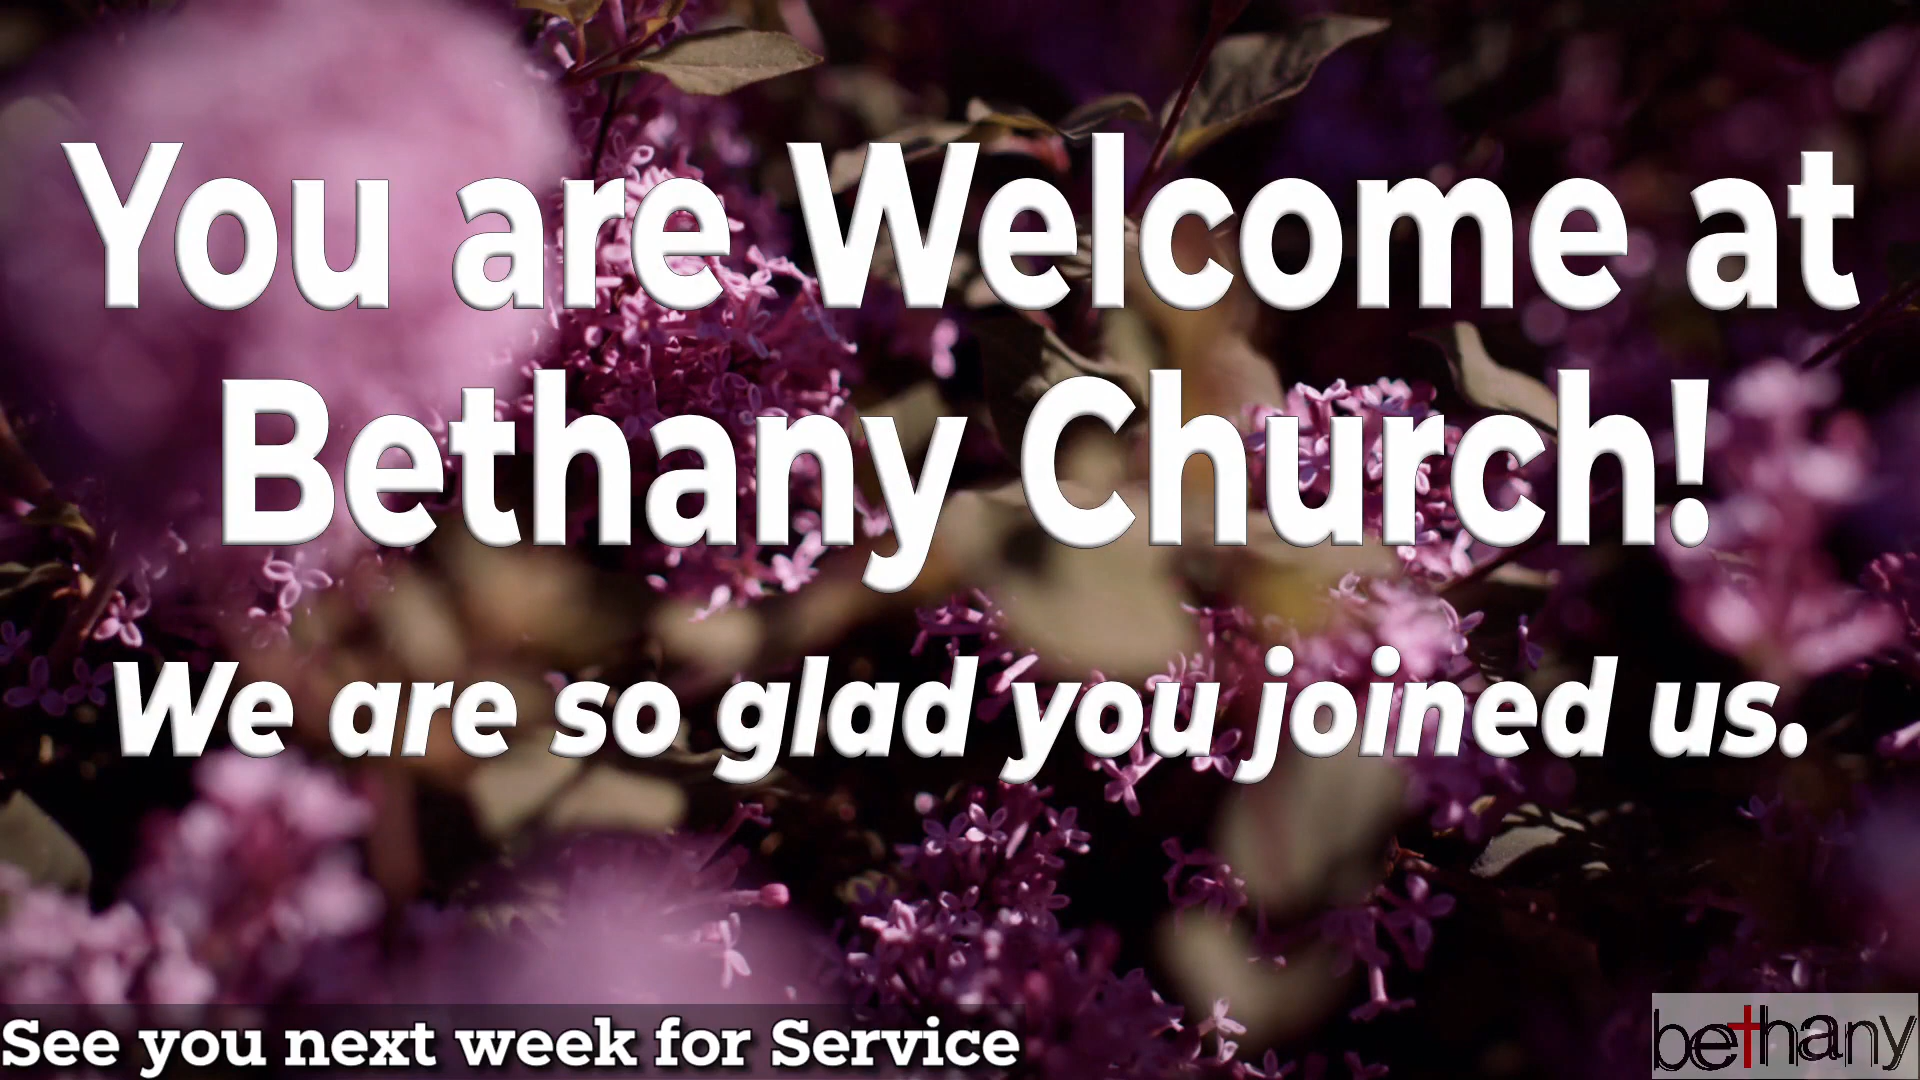 You are Welcome at
Bethany Church!
We are so glad you joined us.
See you next week for Service
bethany